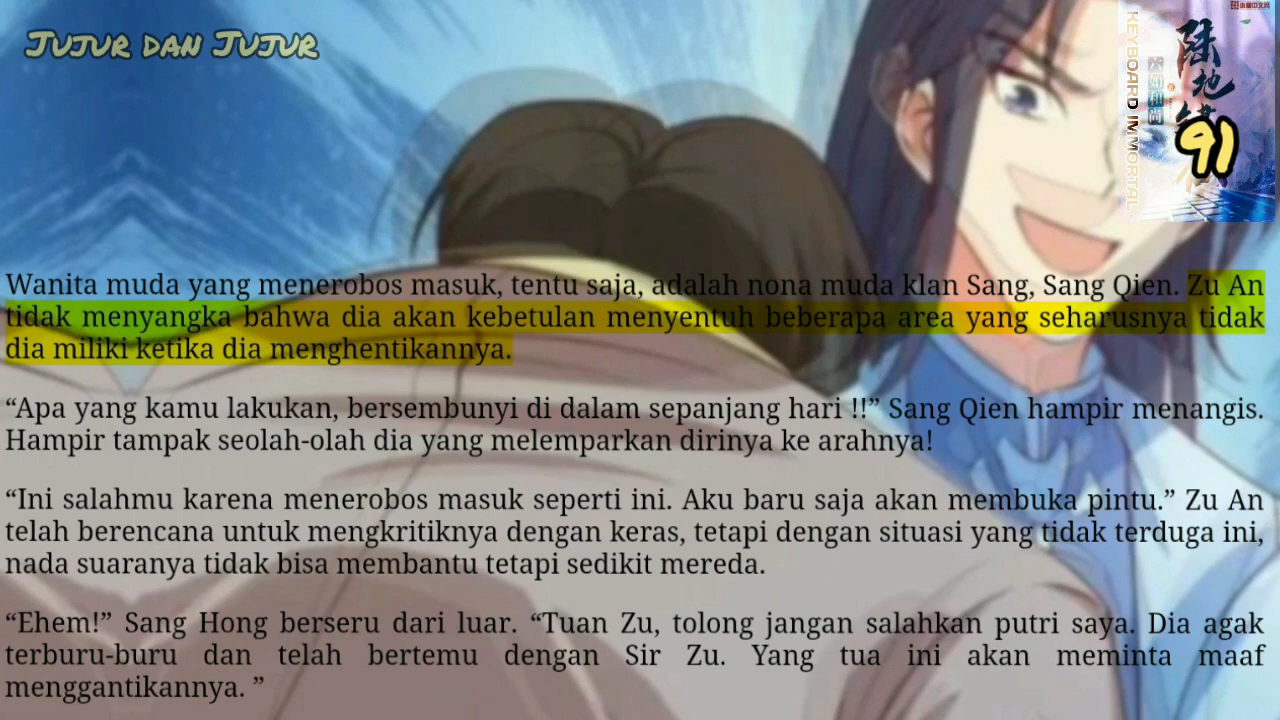 Jujur dan Jujur
KEYBOARD IMMORTAL
陆地
91
Wanita muda yang menerobos masuk, tentu saja, adalah nona muda klan Sang, Sang Qien. Zu An
tidak menyangka bahwa dia akan kebetulan menyentuh beberapa area yang seharusnya tidak
dia miliki ketika dia menghentikannya.
“Apa yang kamu lakukan, bersembunyi di dalam sepanjang hari !!” Sang Qien hampir menangis.
Hampir tampak seolah-olah dia yang melemparkan dirinya ke arahnya!
“Ini salahmu karena menerobos masuk seperti ini. Aku baru saja akan membuka pintu.” Zu An
telah berencana untuk mengkritiknya dengan keras, tetapi dengan situasi yang tidak terduga ini,
nada suaranya tidak bisa membantu tetapi sedikit mereda.
“Ehem!” Sang Hong berseru dari luar. “Tuan Zu, tolong jangan salahkan putri saya. Dia agak
terburu-buru dan telah bertemu dengan Sir Zu. Yang tua ini akan meminta maaf
menggantikannya. ”